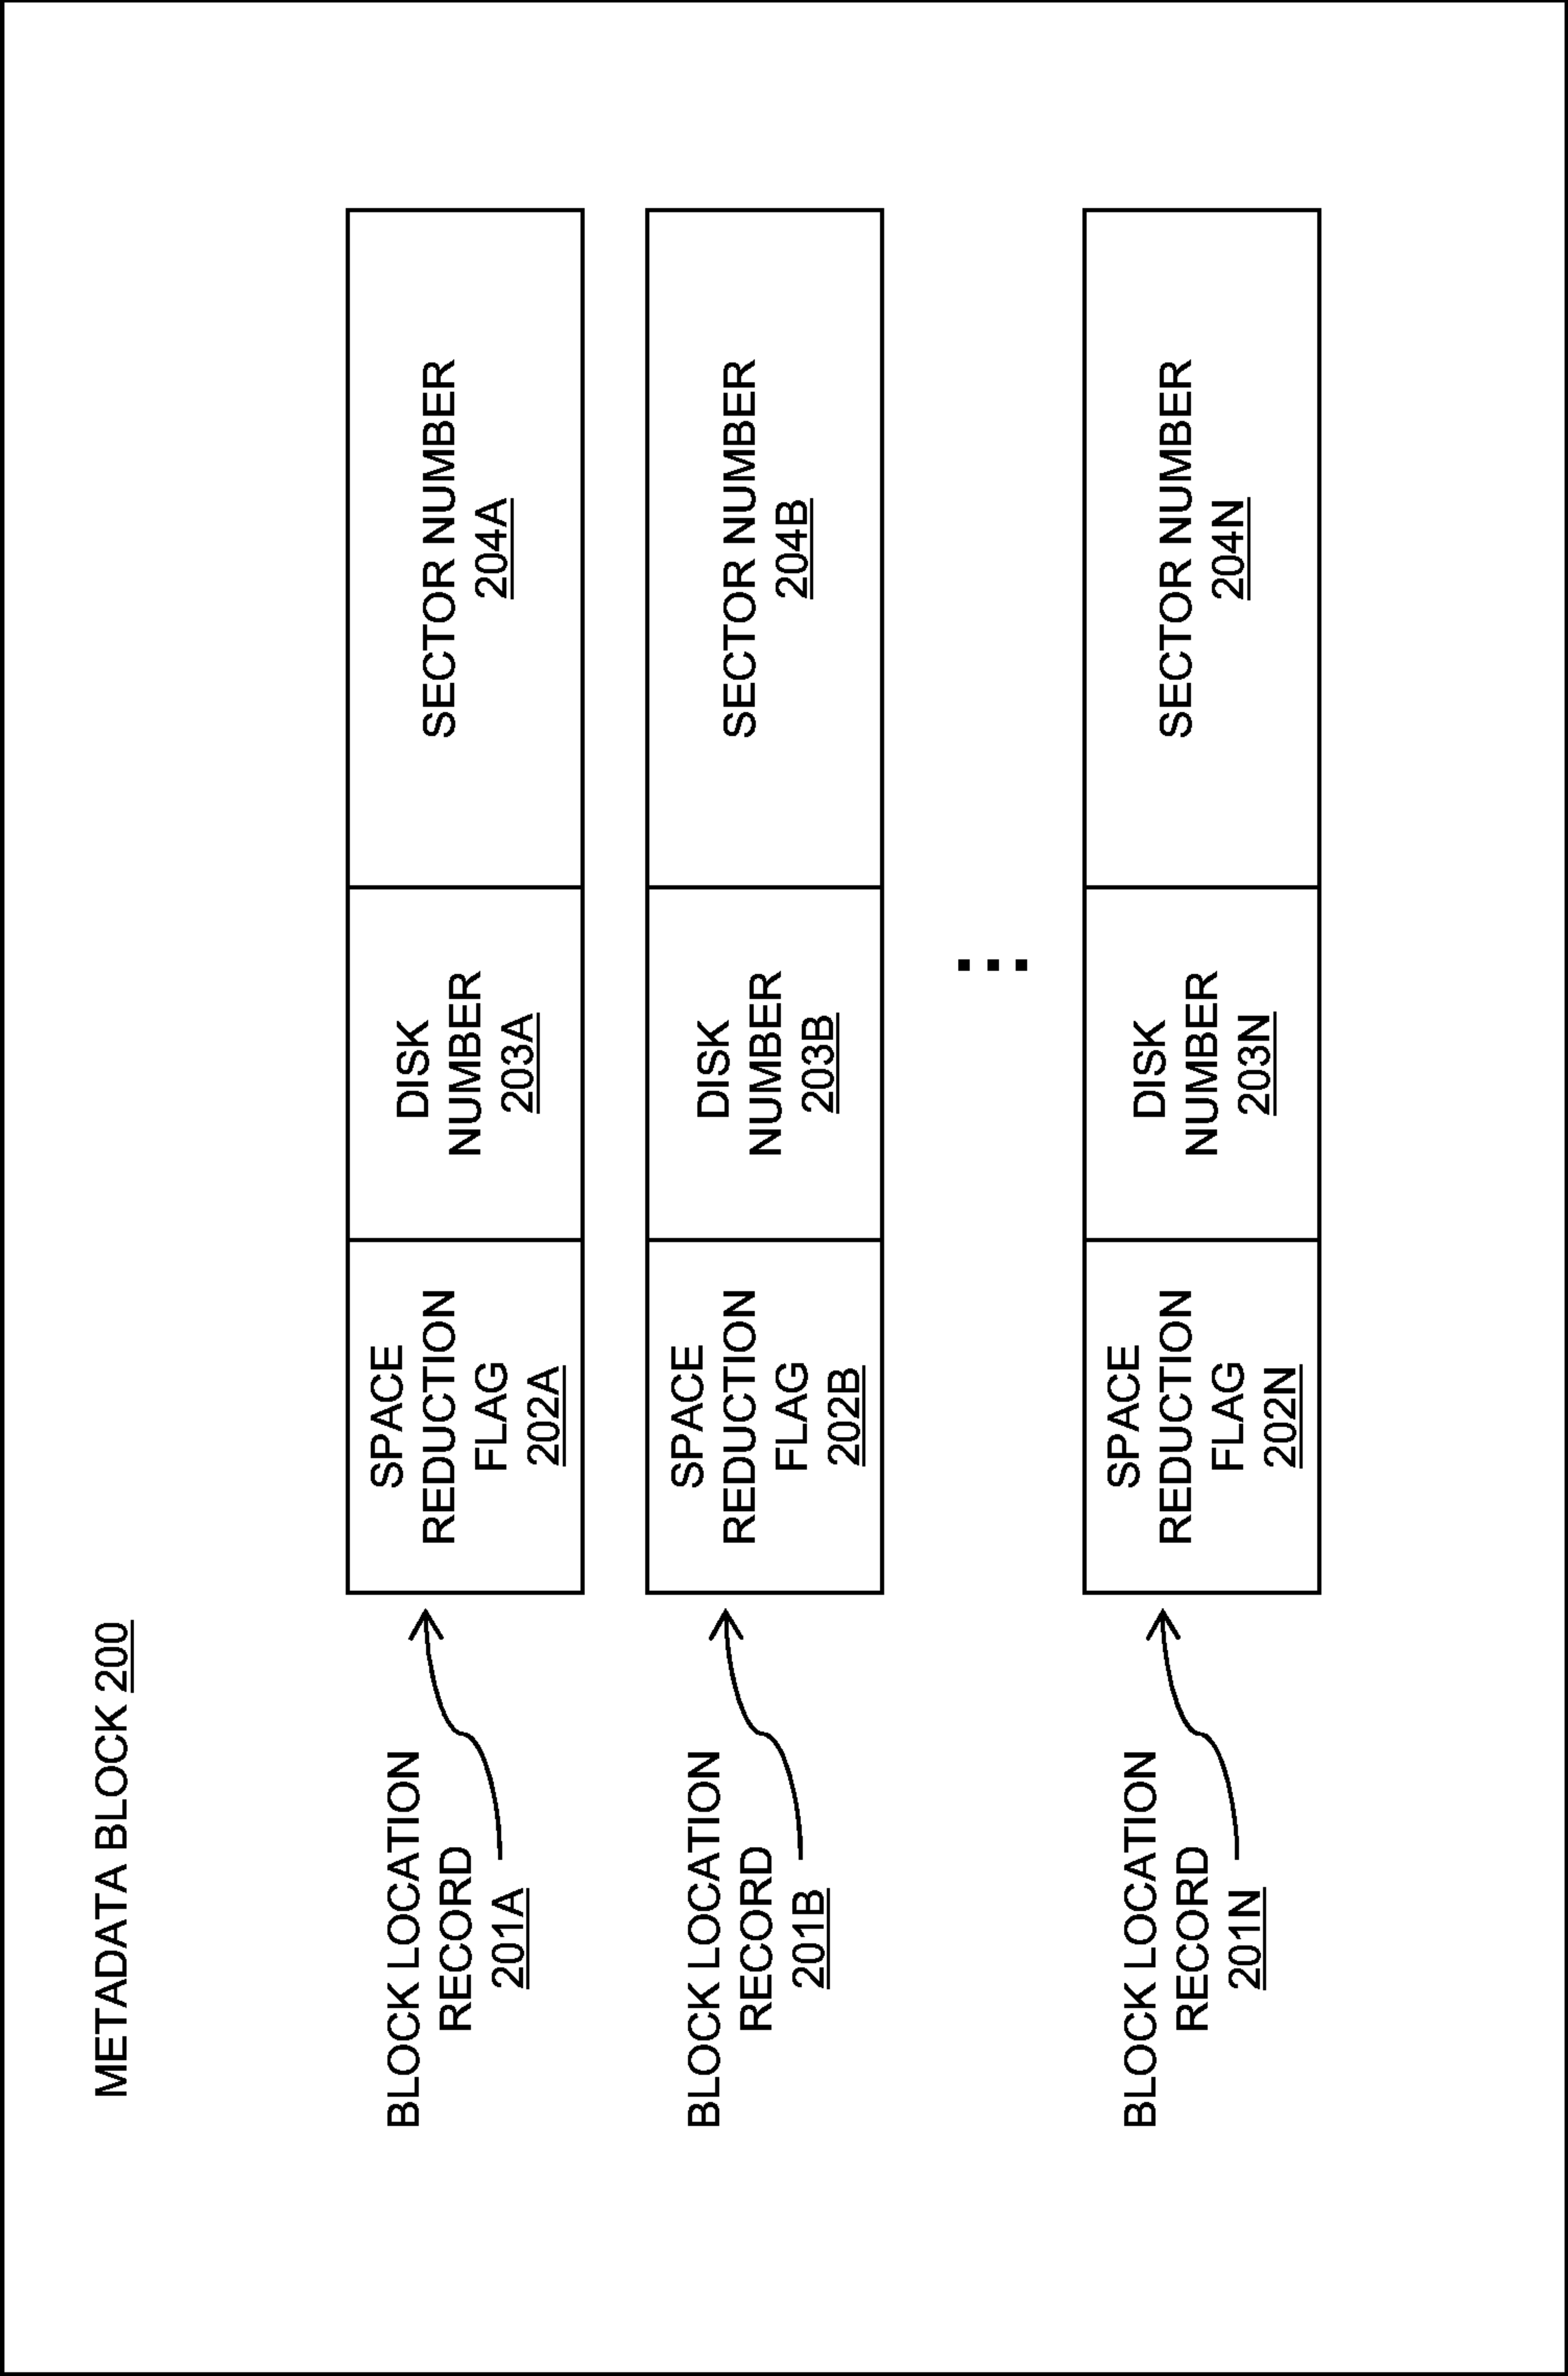 METADATA BLOCK 200
BLOCK LOCATION
RECORD
201A
SPACE
REDUCTION
FLAG
202A
DISK
NUMBER
203A
SECTOR NUMBER
204A
BLOCK LOCATION
RECORD
201B
SPACE
REDUCTION
FLAG
202B
DISK
NUMBER
203B
SECTOR NUMBER
204B
BLOCK LOCATION
RECORD
201N
SPACE
REDUCTION
FLAG
202N
DISK
NUMBER
203N
SECTOR NUMBER
204N